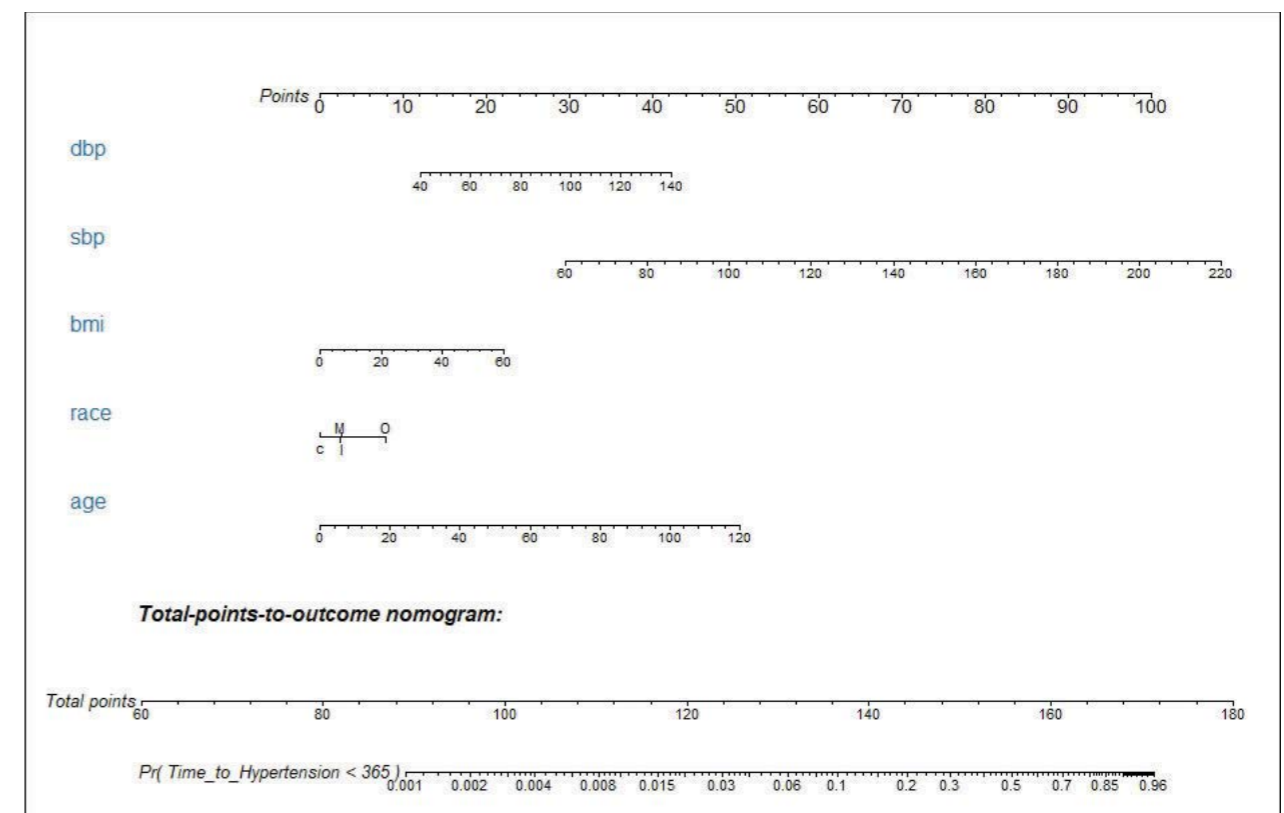 Points 0 10 20 30 40 50 60 70 80 90 100
dbp
40 60 80 100 120 140
sbp
60 80 100 120 140 160 180 200 220
bmi
0 20 40 60
race
M O
c I
age
0 20 40 60 80 100 120
Total-points-to-outcome nomogram:
Total points 60 80 100 120 140 160 180
Pr( Time_to_Hypertension < 365 ) 0.001 0.002 0.004 0.008 0.015 0.03 0.06 0.1 0.2 0.3 0.5 0.7 0.85 0.96